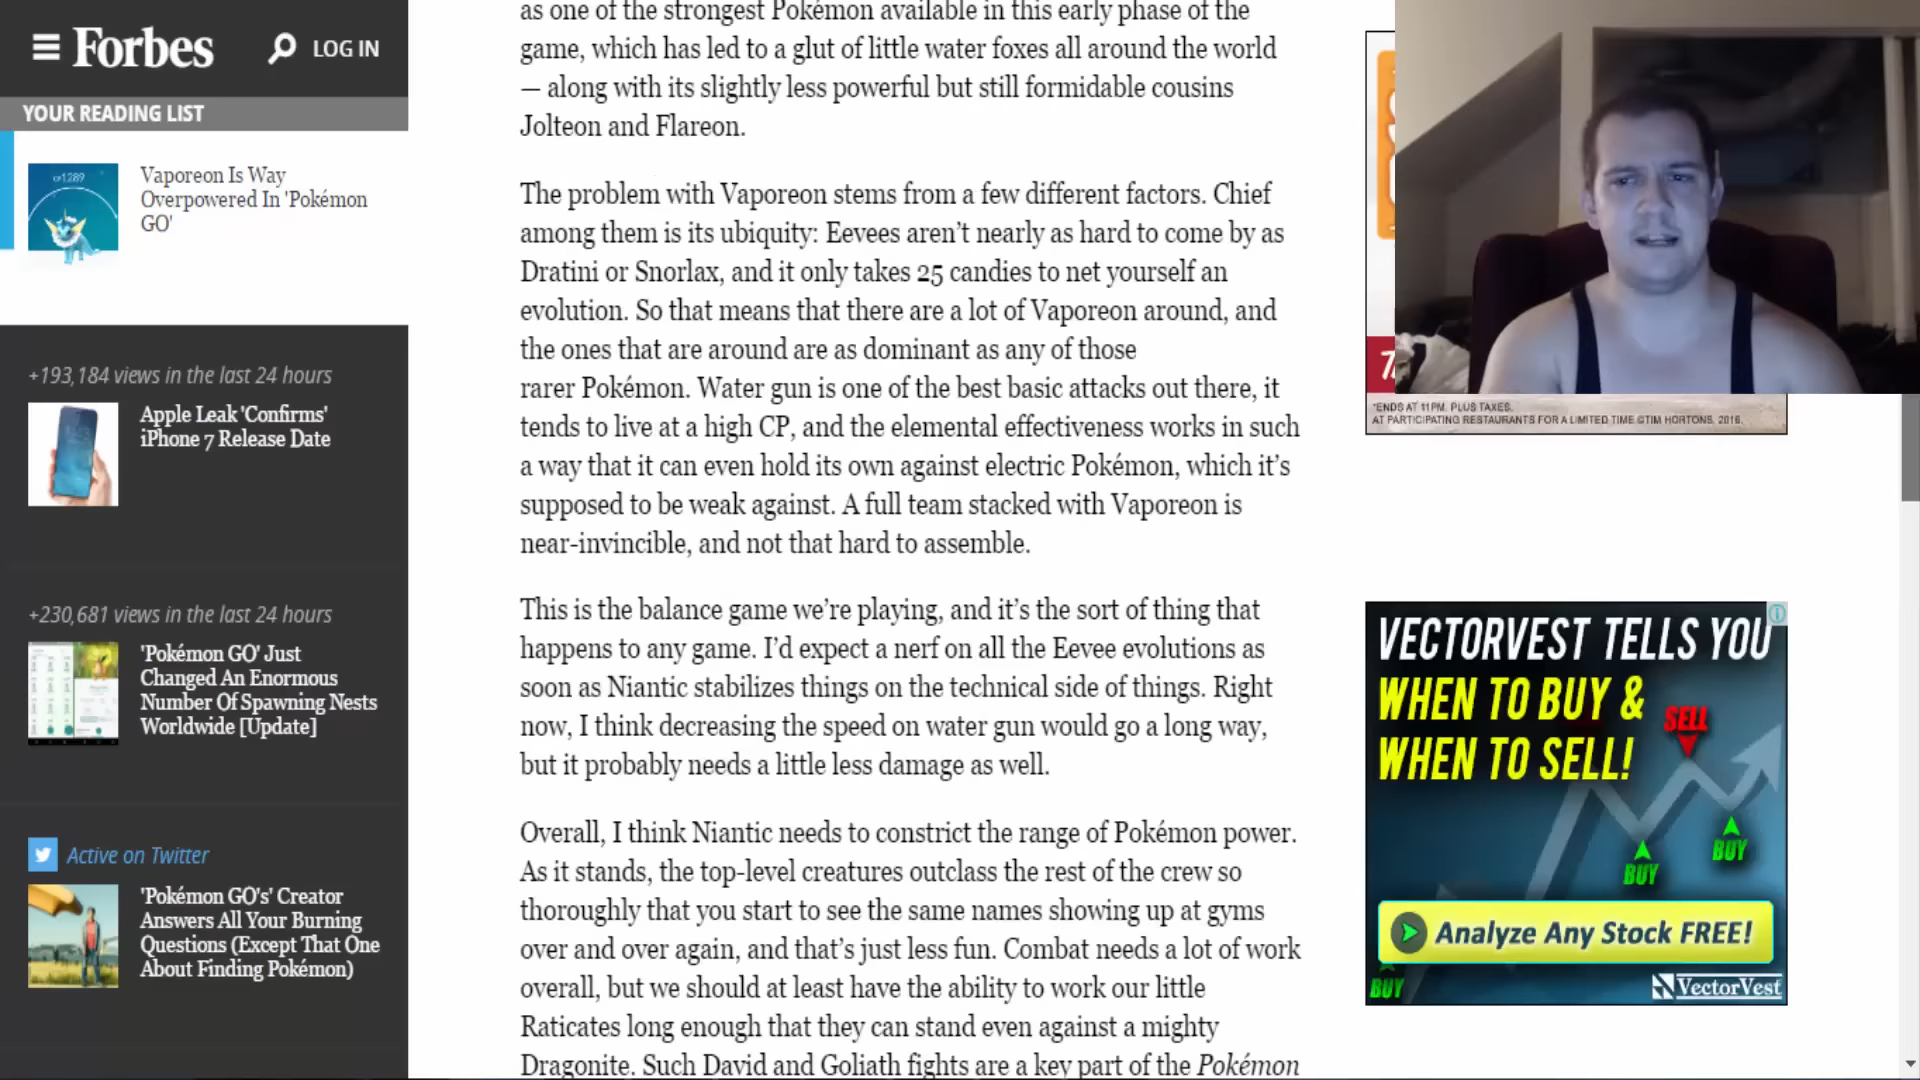 Forbes
LOG IN
YOUR READING LIST
CP1289
Vaporeon Is Way
Overpowered In 'Pokémon
GO'
+193,184 views in the last 24 hours
Apple Leak 'Confirms'
iPhone 7 Release Date
+230,681 views in the last 24 hours
'Pokémon GO' Just
Changed An Enormous
Number Of Spawning Nests
Worldwide [Update]
Active on Twitter
'Pokémon GO's' Creator
Answers All Your Burning
Questions (Except That One
About Finding Pokémon)
as one of the strongest Pokémon available in this early phase of the
game, which has led to a glut of little water foxes all around the world
— along with its slightly less powerful but still formidable cousins
Jolteon and Flareon.
The problem with Vaporeon stems from a few different factors. Chief
among them is its ubiquity: Eevees aren’t nearly as hard to come by as
Dratini or Snorlax, and it only takes 25 candies to net yourself an
evolution. So that means that there are a lot of Vaporeon around, and
the ones that are around are as dominant as any of those
rarer Pokémon. Water gun is one of the best basic attacks out there, it
tends to live at a high CP, and the elemental effectiveness works in such
a way that it can even hold its own against electric Pokémon, which it’s
supposed to be weak against. A full team stacked with Vaporeon is
near-invincible, and not that hard to assemble.
This is the balance game we’re playing, and it’s the sort of thing that
happens to any game. I’d expect a nerf on all the Eevee evolutions as
soon as Niantic stabilizes things on the technical side of things. Right
now, I think decreasing the speed on water gun would go a long way,
but it probably needs a little less damage as well.
Overall, I think Niantic needs to constrict the range of Pokémon power.
As it stands, the top-level creatures outclass the rest of the crew so
thoroughly that you start to see the same names showing up at gyms
over and over again, and that’s just less fun. Combat needs a lot of work
overall, but we should at least have the ability to work our little
Raticates long enough that they can stand even against a mighty
Dragonite. Such David and Goliath fights are a key part of the Pokémon
*ENDS AT 11PM. PLUS TAXES.
AT PARTICIPATING RESTAURANTS FOR A LIMITED TIME ©TIM HORTONS, 2016.
VECTORVEST TELLS YOU
WHEN TO BUY &
WHEN TO SELL!
SELL
BUY
BUY
BUY
Analyze Any Stock FREE!
VectorVest